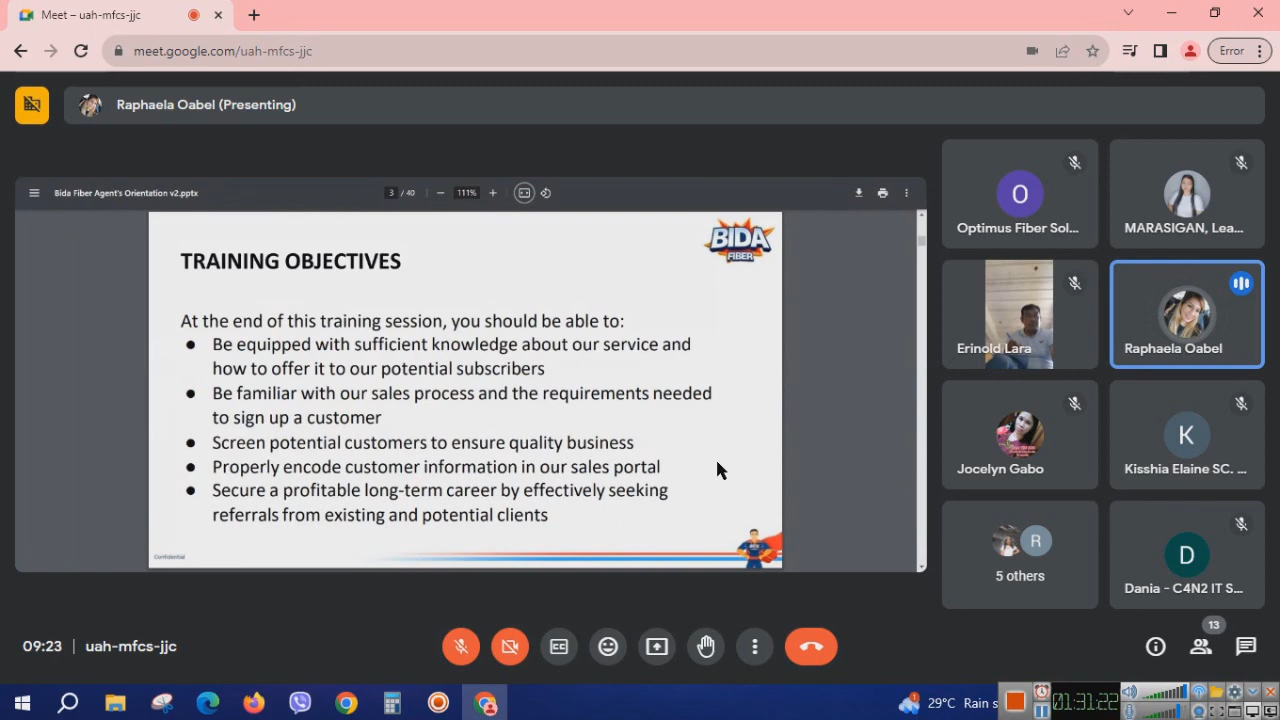 Meet – uah-mfcs-jjc
meet.google.com/uah-mfcs-jjc
Error
Raphaela Oabel (Presenting)
Bida Fiber Agent's Orientation v2.pptx
3 / 40
111%
BIDA
FIBER
TRAINING OBJECTIVES
At the end of this training session, you should be able to:
● Be equipped with sufficient knowledge about our service and
how to offer it to our potential subscribers
● Be familiar with our sales process and the requirements needed
to sign up a customer
● Screen potential customers to ensure quality business
● Properly encode customer information in our sales portal
● Secure a profitable long-term career by effectively seeking
referrals from existing and potential clients
Confidential
O
Optimus Fiber Sol...
MARASIGAN, Lea...
Erinold Lara
Raphaela Oabel
Jocelyn Gabo
K
Kisshia Elaine SC. ...
R
5 others
D
Dania - C4N2 IT S...
09:23 | uah-mfcs-jjc
13
29°C Rain s
01:31:22